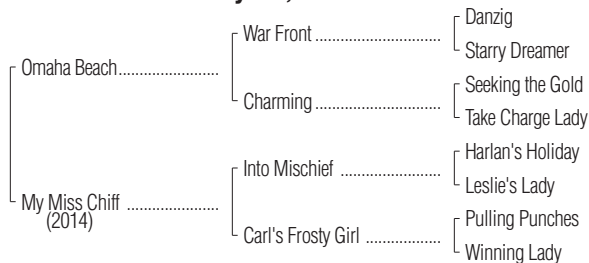 Danzig
War Front ..............................
Starry Dreamer
Omaha Beach........................
Seeking the Gold
Charming ..............................
Take Charge Lady
Harlan's Holiday
Into Mischief ........................
Leslie's Lady
My Miss Chiff ......................
(2014)
Pulling Punches
Carl's Frosty Girl ..................
Winning Lady